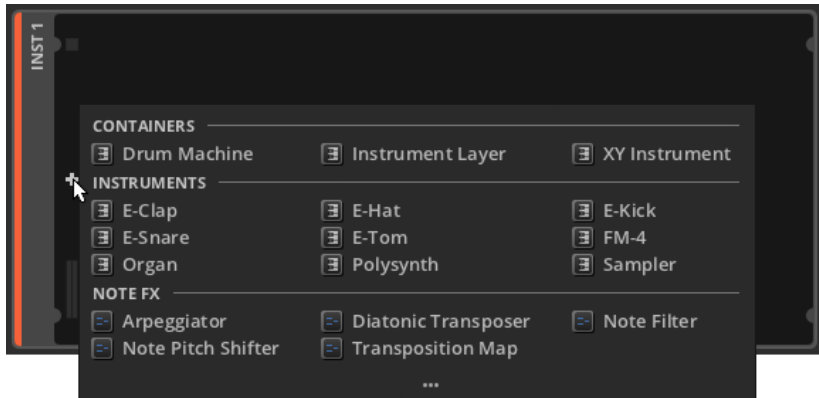 INST 1
CONTAINERS
Drum Machine Instrument Layer XY Instrument
INSTRUMENTS
E-Clap E-Hat E-Kick
E-Snare E-Tom FM-4
Organ Polysynth Sampler
NOTE FX
Arpeggiator Diatonic Transposer Note Filter
Note Pitch Shifter Transposition Map
...